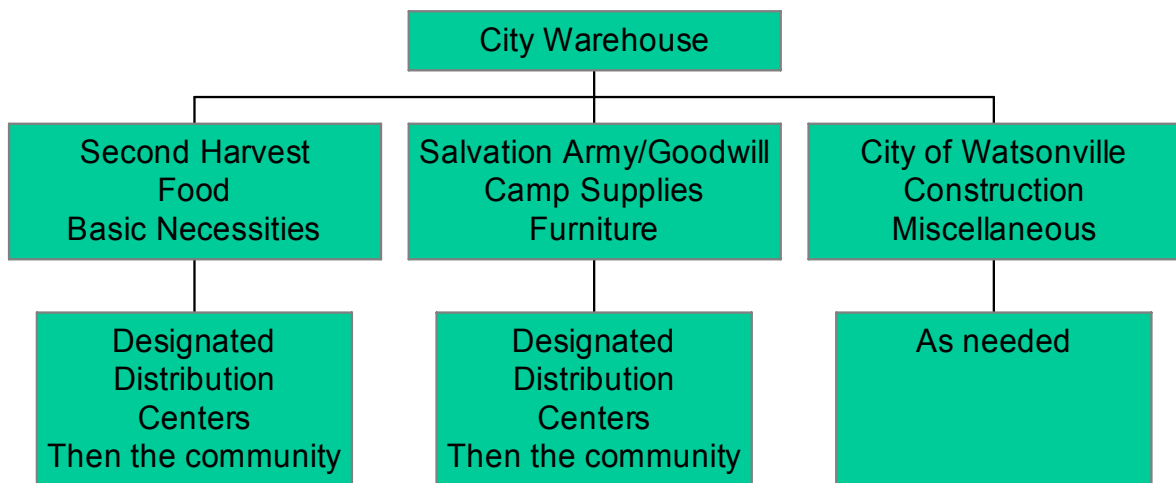 City Warehouse
Second Harvest
Food
Basic Necessities
Salvation Army/Goodwill
Camp Supplies
Furniture
City of Watsonville
Construction
Miscellaneous
Designated
Distribution
Centers
Then the community
Designated
Distribution
Centers
Then the community
As needed